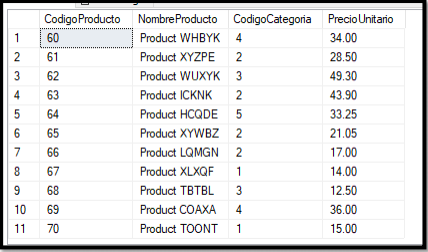 CodigoProducto NombreProducto CodigoCategoria PrecioUnitario
1 60 Product WHBYK 4 34.00
2 61 Product XYZPE 2 28.50
3 62 Product WUXYK 3 49.30
4 63 Product ICKNK 2 43.90
5 64 Product HCQDE 5 33.25
6 65 Product XYWBZ 2 21.05
7 66 Product LQMGN 2 17.00
8 67 Product XLXQF 1 14.00
9 68 Product TBTBL 3 12.50
10 69 Product COAXA 4 36.00
11 70 Product TOONT 1 15.00